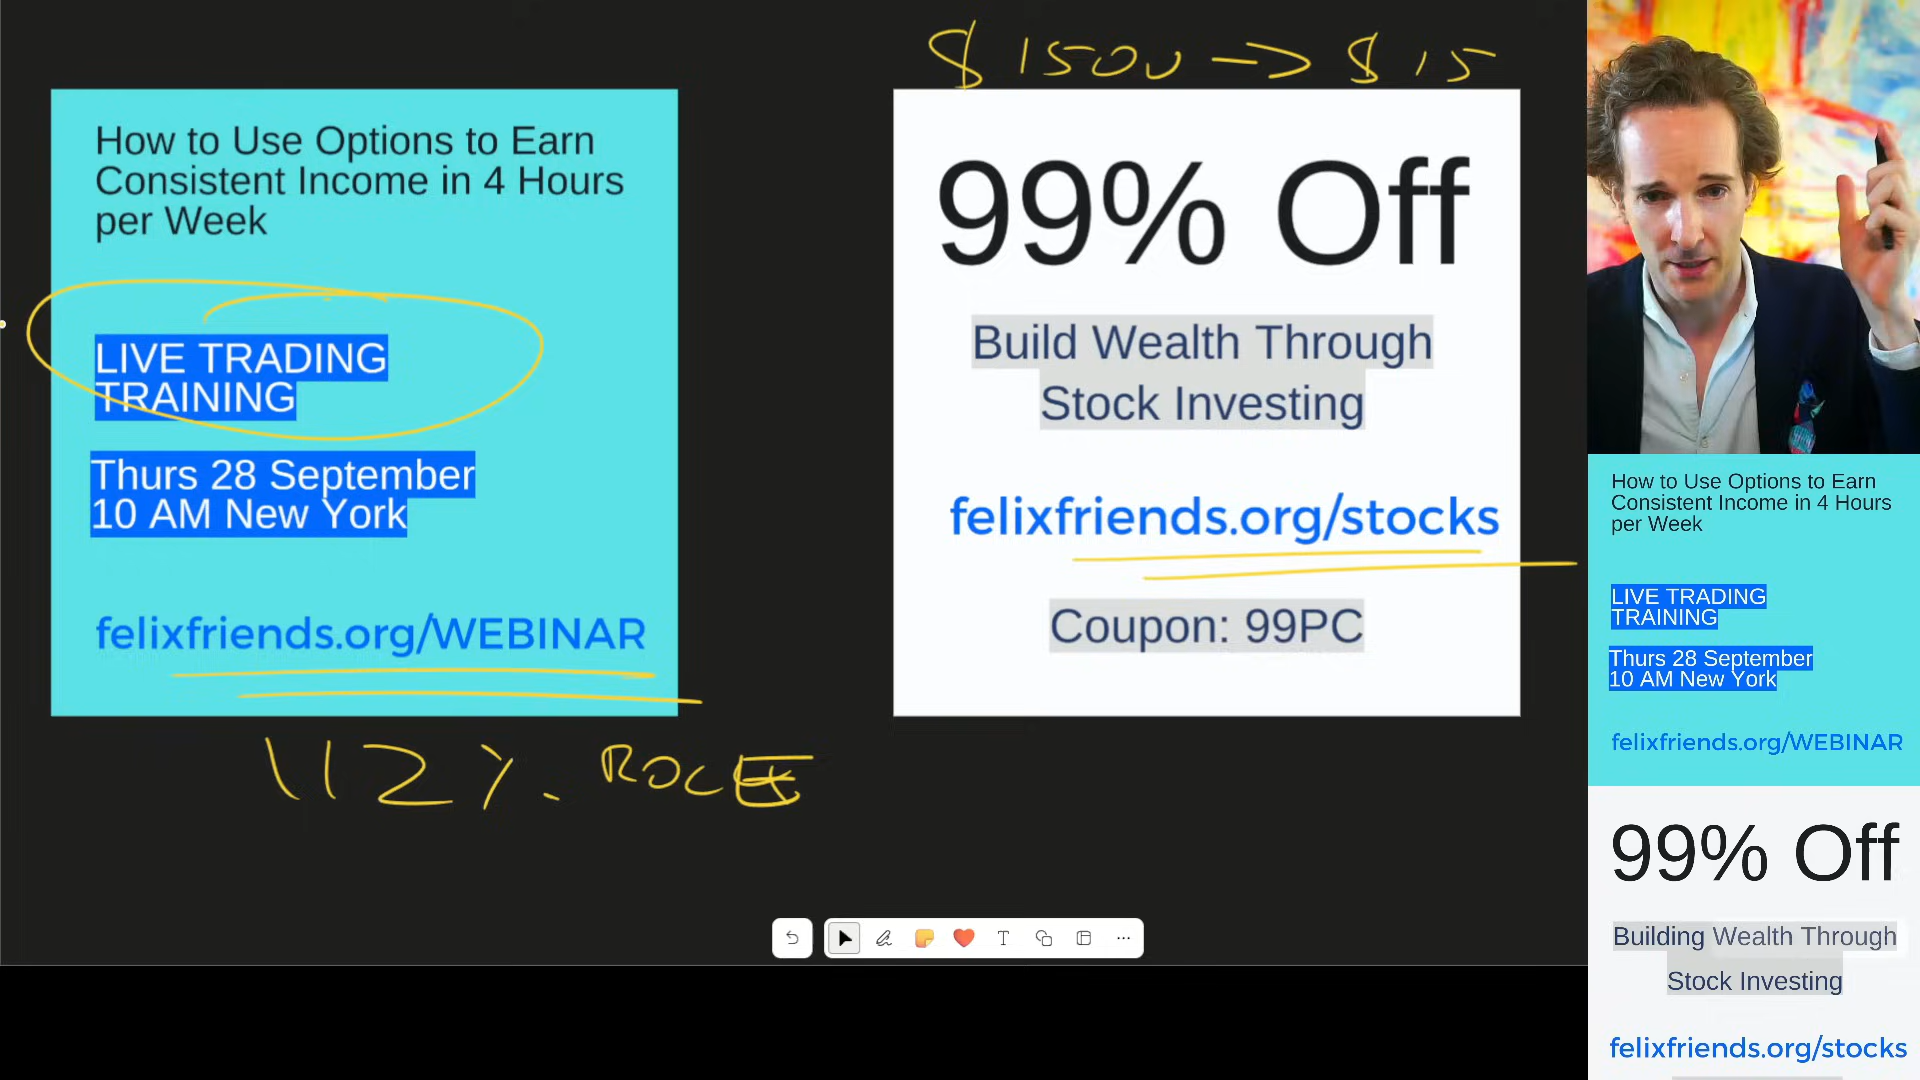 $1500 -> $15
How to Use Options to Earn
Consistent Income in 4 Hours
per Week
LIVE TRADING
TRAINING
Thurs 28 September
10 AM New York
felixfriends.org/WEBINAR
112%.
99% Off
Build Wealth Through
Stock Investing
felixfriends.org/stocks
Coupon: 99PC
T
How to Use Options to Earn
Consistent Income in 4 Hours
per Week
LIVE TRADING
TRAINING
Thurs 28 September
10 AM New York
felixfriends.org/WEBINAR
99% Off
Building Wealth Through
Stock Investing
felixfriends.org/stocks